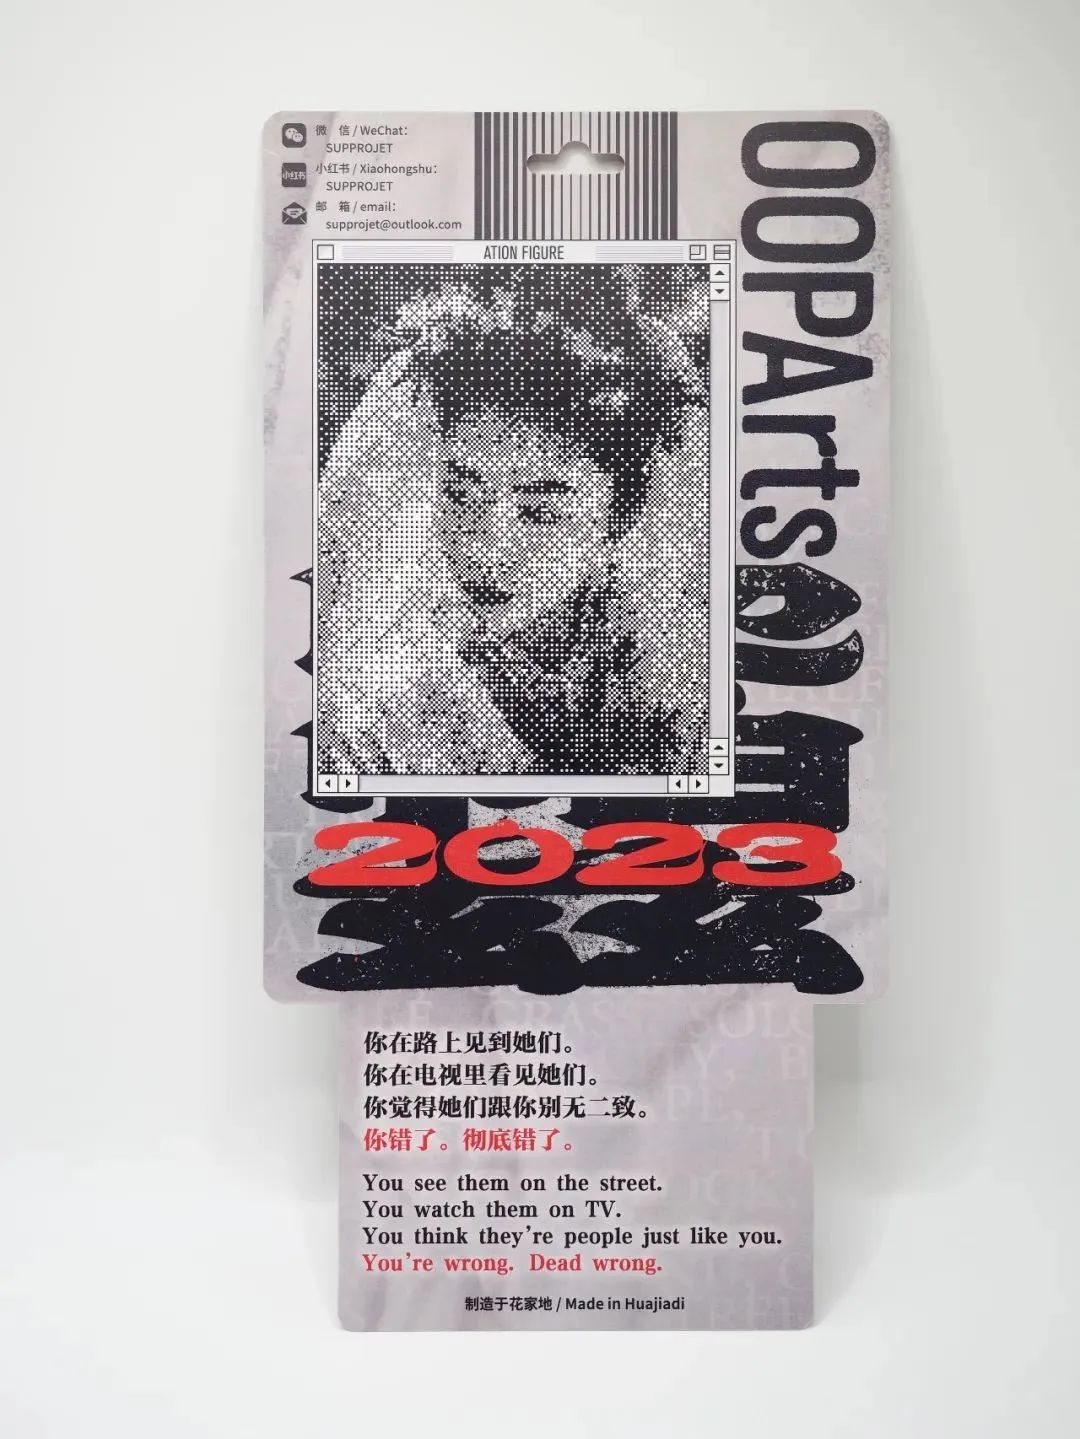 微 信 / WeChat:
SUPPROJET
小红书
小红书 / Xiaohongshu:
SUPPROJET
邮 箱 / email:
supprojet@outlook.com
ATION FIGURE
OOPArts
2023
你在路上见到她们。
你在电视里看见她们。
你觉得她们跟你别无二致。
你错了。彻底错了。
You see them on the street.
You watch them on TV.
You think they're people just like you.
You're wrong. Dead wrong.
制造于花家地 / Made in Huajiadi